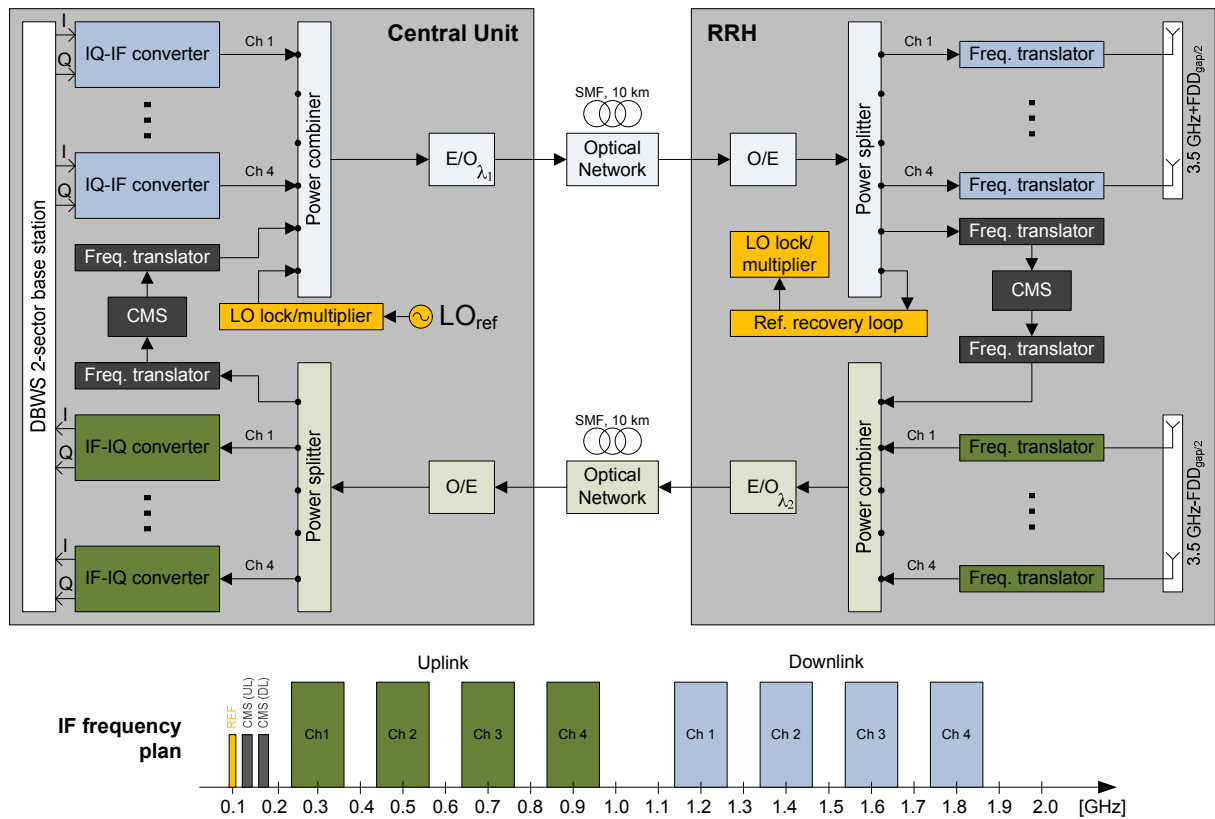 Central Unit
DBWS 2-sector base station
I
Q
IQ-IF converter
Ch 1
I
Q
IQ-IF converter
Ch 4
Power combiner
Freq. translator
CMS
Freq. translator
LO lock/multiplier
LOref
E/O λ1
SMF, 10 km
Optical
Network
I
Q
IF-IQ converter
Ch 1
I
Q
IF-IQ converter
Ch 4
Power splitter
O/E
SMF, 10 km
Optical
Network
RRH
O/E
Power splitter
Ch 1
Freq. translator
Ch 4
Freq. translator
3.5 GHz+FDDgap/2
Freq. translator
CMS
Freq. translator
LO lock/
multiplier
Ref. recovery loop
E/O λ2
Power combiner
Ch 1
Freq. translator
Ch 4
Freq. translator
3.5 GHz-FDDgap/2
Uplink
Downlink
IF frequency
plan
REF
CMS (UL)
CMS (DL)
Ch1
Ch 2
Ch 3
Ch 4
Ch 1
Ch 2
Ch 3
Ch 4
0.1 0.2 0.3 0.4 0.5 0.6 0.7 0.8 0.9 1.0 1.1 1.2 1.3 1.4 1.5 1.6 1.7 1.8 1.9 2.0 [GHz]